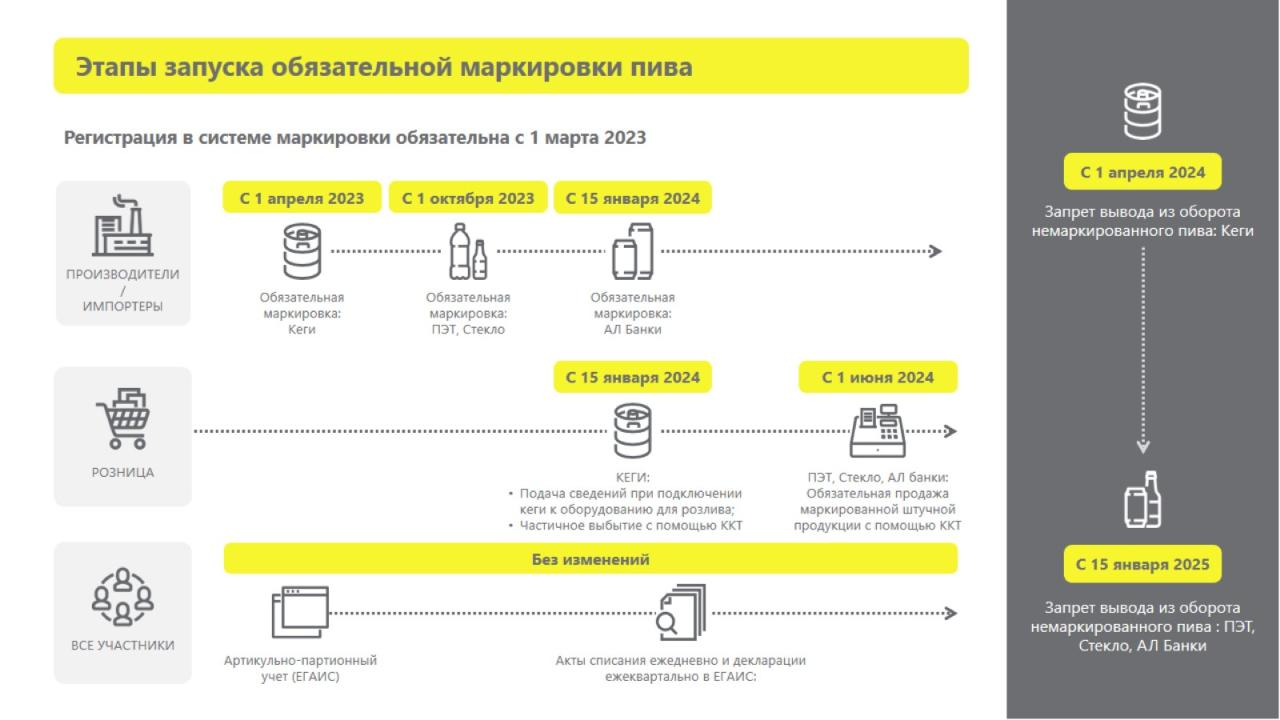 Этапы запуска обязательной маркировки пива
Регистрация в системе маркировки обязательна с 1 марта 2023
ПРОИЗВОДИТЕЛИ
/
ИМПОРТЕРЫ
С 1 апреля 2023
Обязательная
маркировка:
Кеги
С 1 октября 2023
Обязательная
маркировка:
ПЭТ, Стекло
С 15 января 2024
Обязательная
маркировка:
АЛ Банки
РОЗНИЦА
С 15 января 2024
КЕГИ:
• Подача сведений при подключении
кеги к оборудованию для розлива;
• Частичное выбытие с помощью ККТ
С 1 июня 2024
ПЭТ, Стекло, АЛ банки:
Обязательная продажа
маркированной штучной
продукции с помощью ККТ
ВСЕ УЧАСТНИКИ
Без изменений
Артикульно-партионный
учет (ЕГАИС)
Акты списания ежедневно и декларации
ежеквартально в ЕГАИС:
С 1 апреля 2024
Запрет вывода из оборота
немаркированного пива: Кеги
С 15 января 2025
Запрет вывода из оборота
немаркированного пива : ПЭТ,
Стекло, АЛ Банки